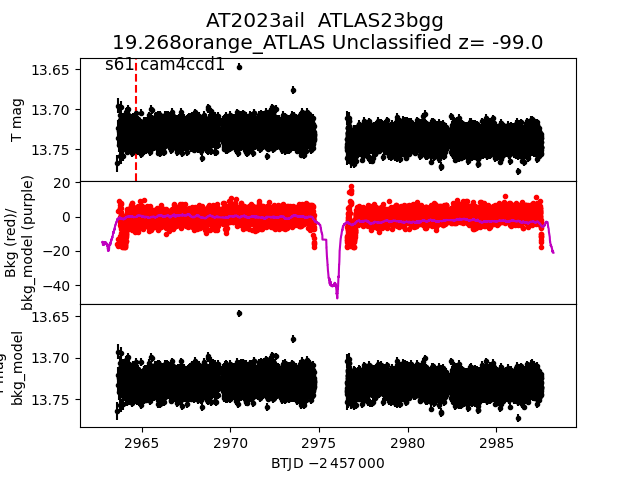 AT2023ail  ATLAS23bgg
19.268orange_ATLAS Unclassified z= -99.0
s61 cam4ccd1
13.65
13.70
13.75
T mag
20
0
−20
−40
Bkg (red)/
bkg_model (purple)
13.65
13.70
13.75
bkg_model
2965
2970
2975
2980
2985
BTJD −2 457 000